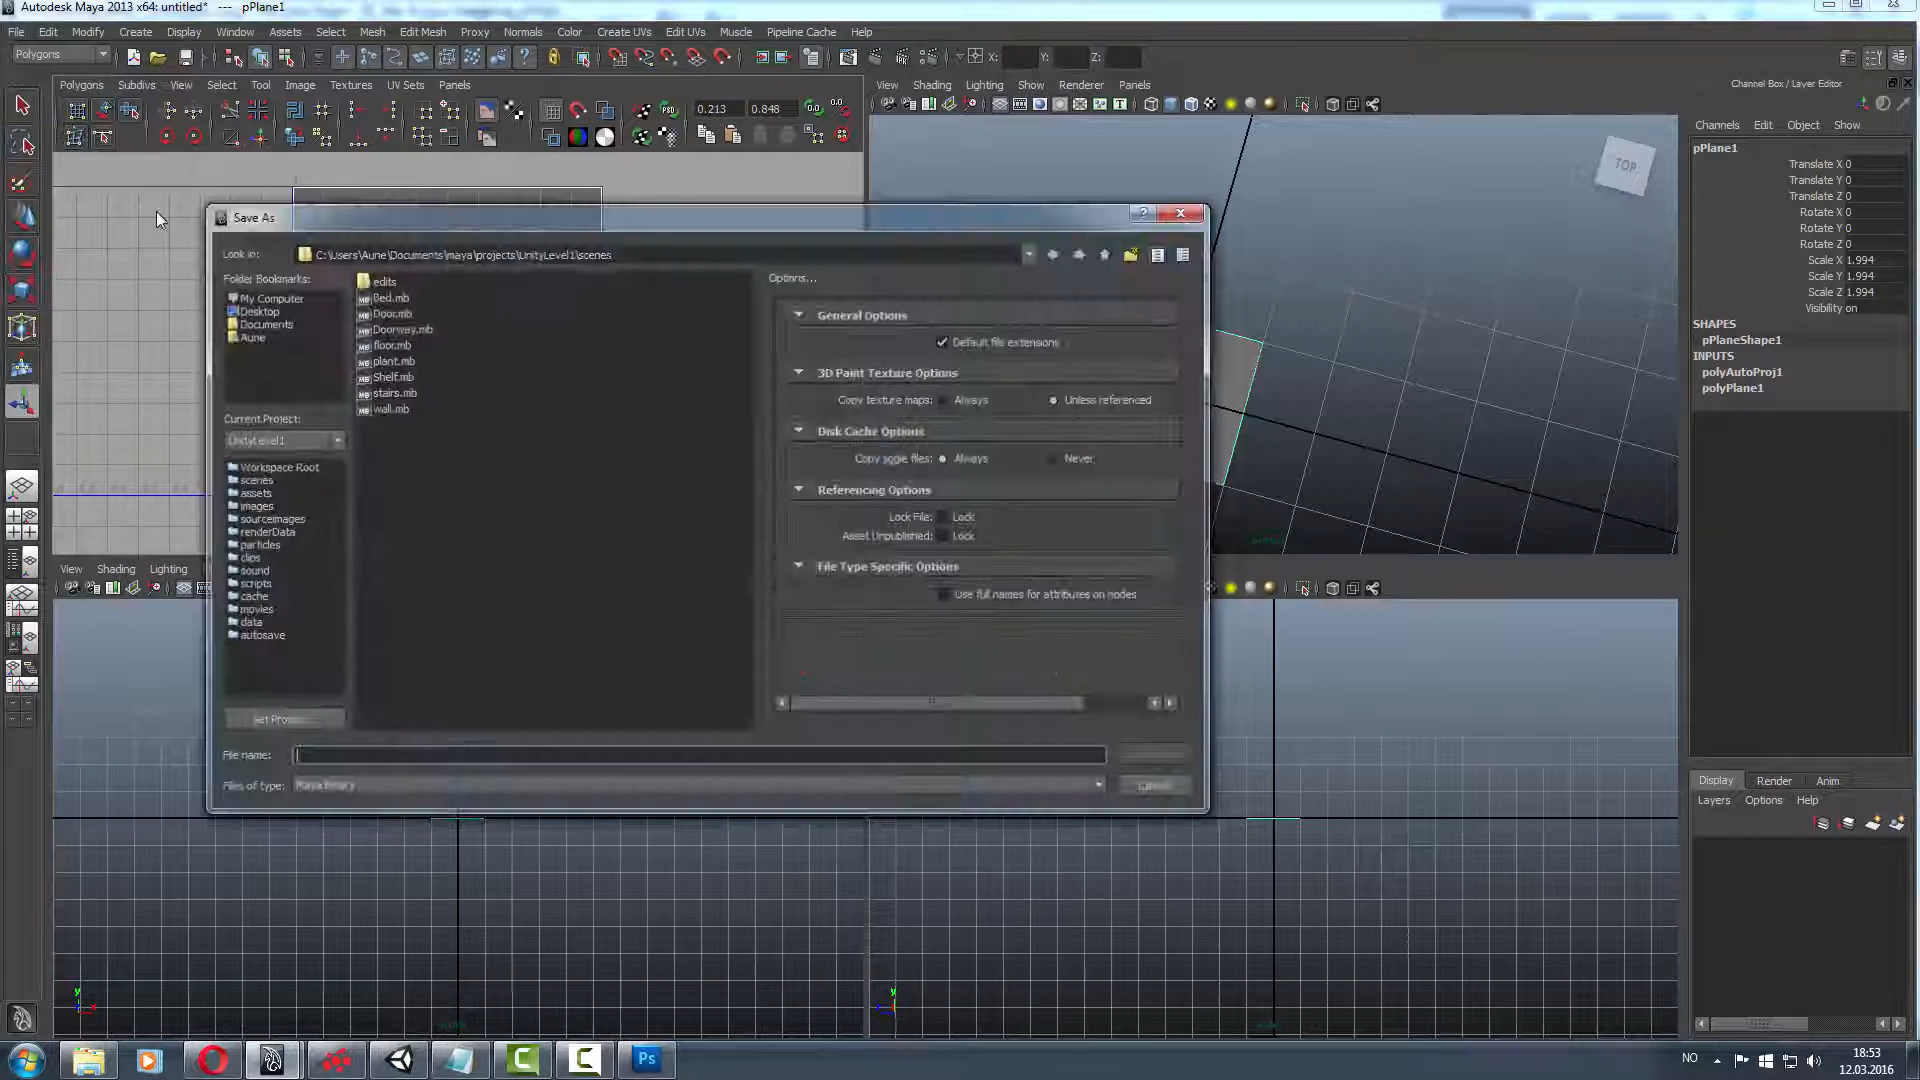 Autodesk Maya 2013 x64: untitled* --- pPlane1
File Edit Modify Create Display Window Assets Select Mesh Edit Mesh Proxy Normals Color Create UVs Edit UVs Muscle Pipeline Cache Help
Polygons X: Y: Z:
Polygons Subdivs View Select Tool Image Textures UV Sets Panels
View Shading Lighting Show Renderer Panels
Channel Box / Layer Editor
0.213 0.848
Channels Edit Object Show
pPlane1
Translate X 0
Translate Y 0
Translate Z 0
Rotate X 0
Rotate Y 0
Rotate Z 0
Scale X 1.994
Scale Y 1.994
Scale Z 1.994
Visibility on
SHAPES
pPlaneShape1
INPUTS
polyAutoProj1
polyPlane1
TOP
Save As
Look in: C:\Users\Aune\Documents\maya\projects\UnityLevel1\scenes
Folder Bookmarks:
My Computer
Desktop
Documents
Aune
edits
Bed.mb
Door.mb
Doorway.mb
floor.mb
plant.mb
Shelf.mb
stairs.mb
wall.mb
Options...
General Options
Default file extensions
3D Paint Texture Options
Copy texture maps: Always Unless referenced
Disk Cache Options
Copy jiggle files: Always Never
Referencing Options
Lock File: Lock
Asset Unpublished: Lock
File Type Specific Options
Use full names for attributes on nodes
Current Project:
UnityLevel1
Workspace Root
scenes
assets
images
sourceimages
renderData
particles
clips
sound
scripts
cache
movies
data
autosave
File name:
Files of type: Maya Binary
Cancel
View Shading Lighting
Display Render Anim
Layers Options Help
Ps
NO
18:53
12.03.2016